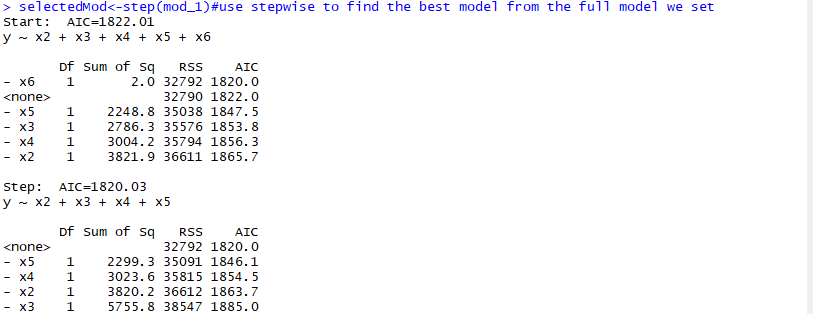 > selectedMod<-step(mod_1)#use stepwise to find the best model from the full model we set
Start:  AIC=1822.01
y ~ x2 + x3 + x4 + x5 + x6

       Df Sum of Sq   RSS    AIC
- x6    1       2.0 32792 1820.0
<none>              32790 1822.0
- x5    1    2248.8 35038 1847.5
- x3    1    2786.3 35576 1853.8
- x4    1    3004.2 35794 1856.3
- x2    1    3821.9 36611 1865.7

Step:  AIC=1820.03
y ~ x2 + x3 + x4 + x5

       Df Sum of Sq   RSS    AIC
<none>              32792 1820.0
- x5    1    2299.3 35091 1846.1
- x4    1    3023.6 35815 1854.5
- x2    1    3820.2 36612 1863.7
- x3    1    5755.8 38547 1885.0